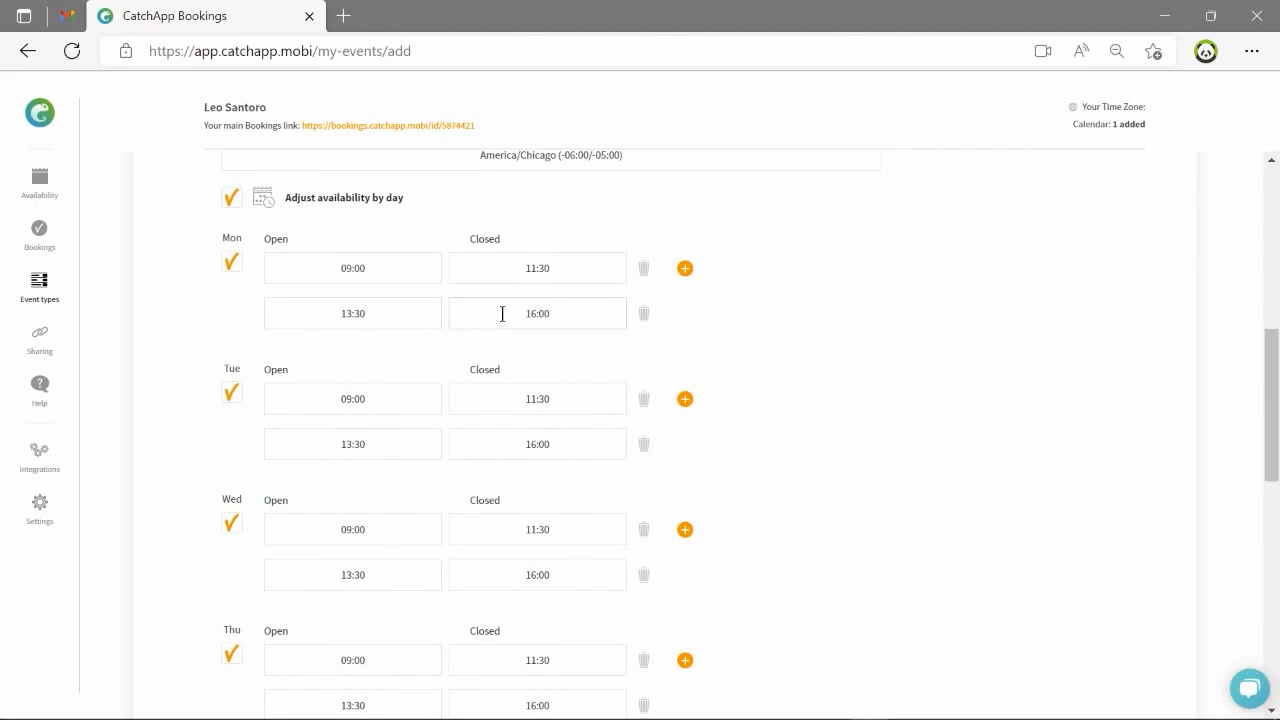 CatchApp Bookings
https://app.catchapp.mobi/my-events/add
Leo Santoro
Your Time Zone:
Your main Bookings link: https://bookings.catchapp.mobi/id/5874421
Calendar: 1 added
America/Chicago (-06:00/-05:00)
Availability
Adjust availability by day
Mon Open Closed
Bookings
09:00 11:30
Event types
13:30 16:00
Sharing
Tue Open Closed
Help
09:00 11:30
13:30 16:00
Integrations
Wed Open Closed
Settings
09:00 11:30
13:30 16:00
Thu Open Closed
09:00 11:30
13:30 16:00